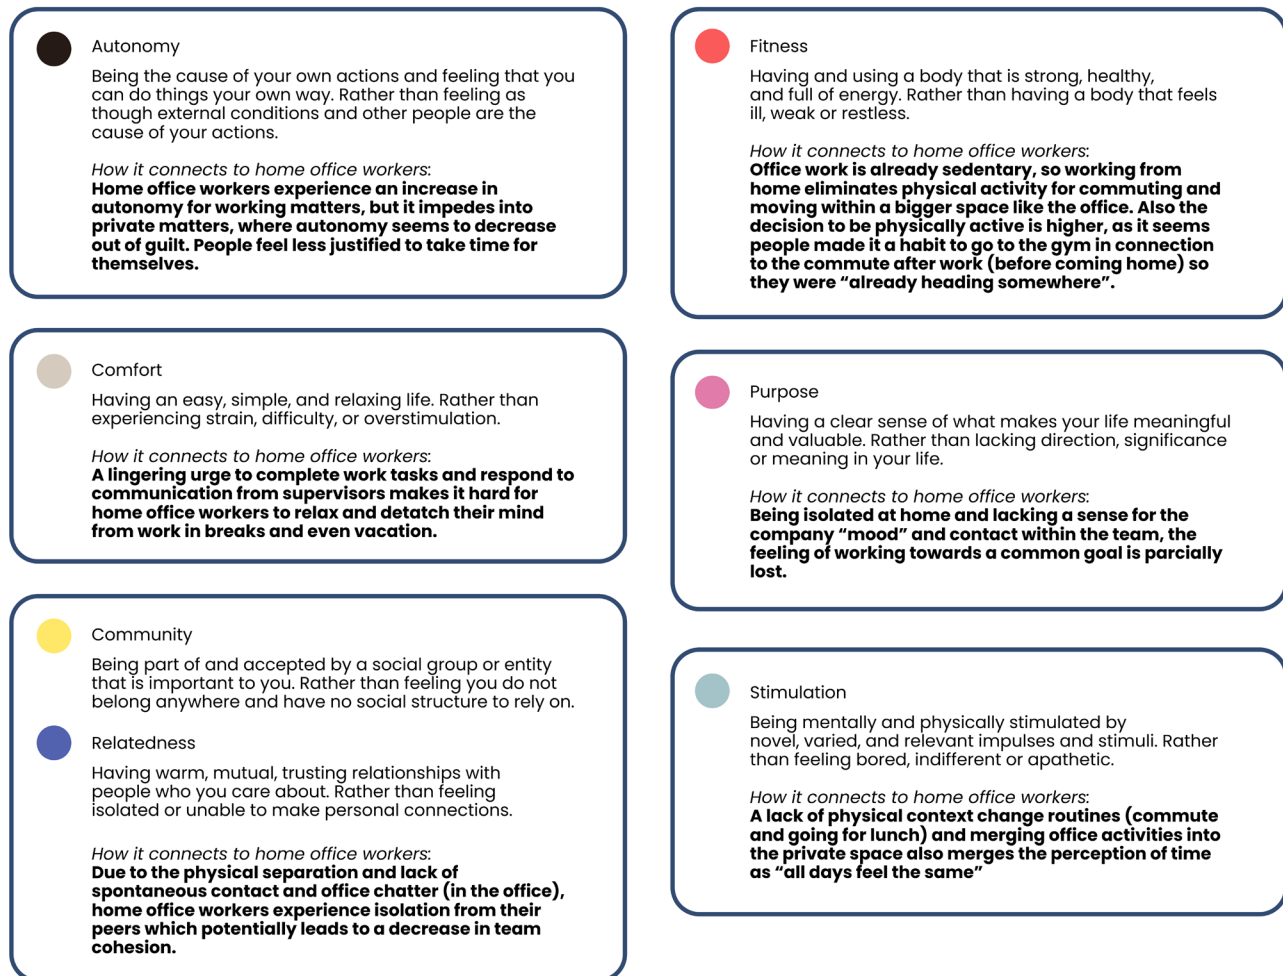 Autonomy
Being the cause of your own actions and feeling that you
can do things your own way. Rather than feeling as
though external conditions and other people are the
cause of your actions.
How it connects to home office workers:
Home office workers experience an increase in
autonomy for working matters, but it impedes into
private matters, where autonomy seems to decrease
out of guilt. People feel less justified to take time for
themselves.
Comfort
Having an easy, simple, and relaxing life. Rather than
experiencing strain, difficulty, or overstimulation.
How it connects to home office workers:
A lingering urge to complete work tasks and respond to
communication from supervisors makes it hard for
home office workers to relax and detatch their mind
from work in breaks and even vacation.
Community
Being part of and accepted by a social group or entity
that is important to you. Rather than feeling you do not
belong anywhere and have no social structure to rely on.
Relatedness
Having warm, mutual, trusting relationships with
people who you care about. Rather than feeling
isolated or unable to make personal connections.
How it connects to home office workers:
Due to the physical separation and lack of
spontaneous contact and office chatter (in the office),
home office workers experience isolation from their
peers which potentially leads to a decrease in team
cohesion.
Fitness
Having and using a body that is strong, healthy,
and full of energy. Rather than having a body that feels
ill, weak or restless.
How it connects to home office workers:
Office work is already sedentary, so working from
home eliminates physical activity for commuting and
moving within a bigger space like the office. Also the
decision to be physically active is higher, as it seems
people made it a habit to go to the gym in connection
to the commute after work (before coming home) so
they were “already heading somewhere”.
Purpose
Having a clear sense of what makes your life meaningful
and valuable. Rather than lacking direction, significance
or meaning in your life.
How it connects to home office workers:
Being isolated at home and lacking a sense for the
company “mood” and contact within the team, the
feeling of working towards a common goal is parcially
lost.
Stimulation
Being mentally and physically stimulated by
novel, varied, and relevant impulses and stimuli. Rather
than feeling bored, indifferent or apathetic.
How it connects to home office workers:
A lack of physical context change routines (commute
and going for lunch) and merging office activities into
the private space also merges the perception of time
as “all days feel the same”